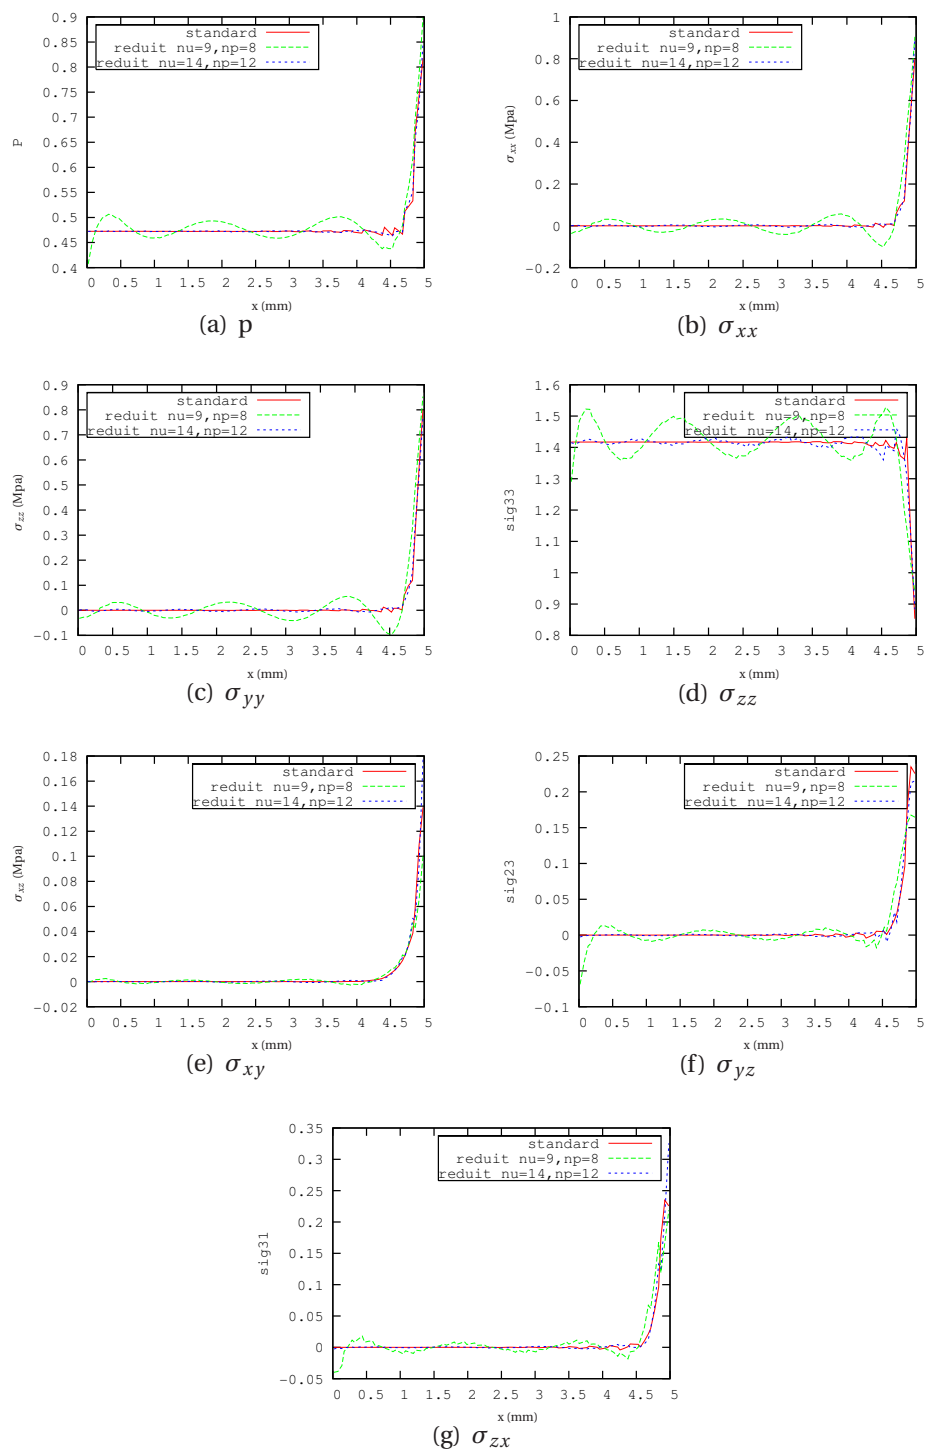 0.9
0.85
0.8
0.75
0.7
0.65
0.6
0.55
0.5
0.45
0.4
P
standard
reduit nu=9,np=8
reduit nu=14,np=12
0 0.5 1 1.5 2 2.5 3 3.5 4 4.5 5
x (mm)
(a) p
1
0.8
0.6
0.4
0.2
0
−0.2
σxx (Mpa)
standard
reduit nu=9,np=8
reduit nu=14,np=12
0 0.5 1 1.5 2 2.5 3 3.5 4 4.5 5
x (mm)
(b) σxx
0.9
0.8
0.7
0.6
0.5
0.4
0.3
0.2
0.1
0
−0.1
σzz (Mpa)
standard
reduit nu=9,np=8
reduit nu=14,np=12
0 0.5 1 1.5 2 2.5 3 3.5 4 4.5 5
x (mm)
(c) σyy
1.6
1.5
1.4
1.3
1.2
1.1
1
0.9
0.8
sig33
standard
reduit nu=9,np=8
reduit nu=14,np=12
0 0.5 1 1.5 2 2.5 3 3.5 4 4.5 5
x (mm)
(d) σzz
0.18
0.16
0.14
0.12
0.1
0.08
0.06
0.04
0.02
0
−0.02
σxz (Mpa)
standard
reduit nu=9,np=8
reduit nu=14,np=12
0 0.5 1 1.5 2 2.5 3 3.5 4 4.5 5
x (mm)
(e) σxy
0.25
0.2
0.15
0.1
0.05
0
−0.05
−0.1
sig23
standard
reduit nu=9,np=8
reduit nu=14,np=12
0 0.5 1 1.5 2 2.5 3 3.5 4 4.5 5
x (mm)
(f) σyz
0.35
0.3
0.25
0.2
0.15
0.1
0.05
0
−0.05
sig31
standard
reduit nu=9,np=8
reduit nu=14,np=12
0 0.5 1 1.5 2 2.5 3 3.5 4 4.5 5
x (mm)
(g) σzx